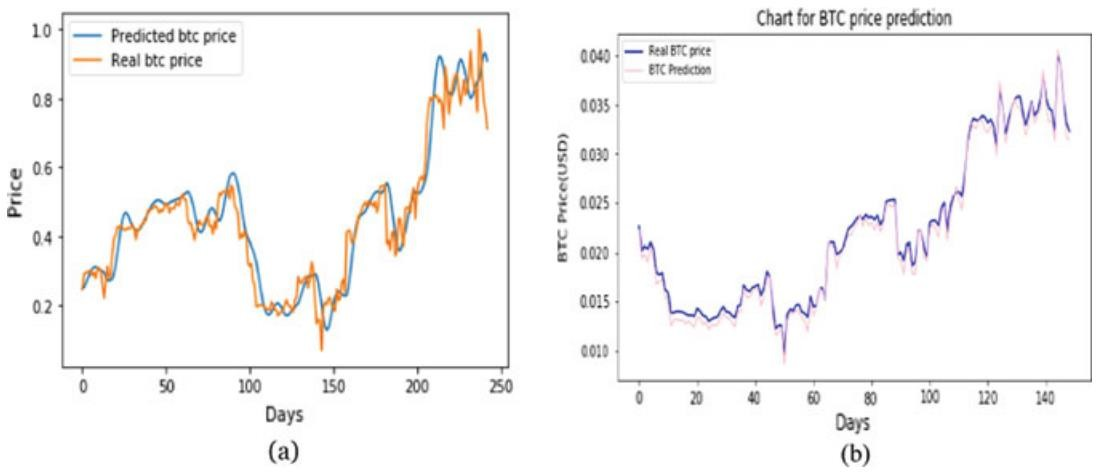 Predicted btc price
Real btc price
Price
1.0
0.8
0.6
0.4
0.2
0
50
100
150
200
250
Days
(a)
Chart for BTC price prediction
Real BTC price
BTC Prediction
BTC Price(USD)
0.040
0.035
0.030
0.025
0.020
0.015
0.010
0
20
40
60
80
100
120
140
Days
(b)